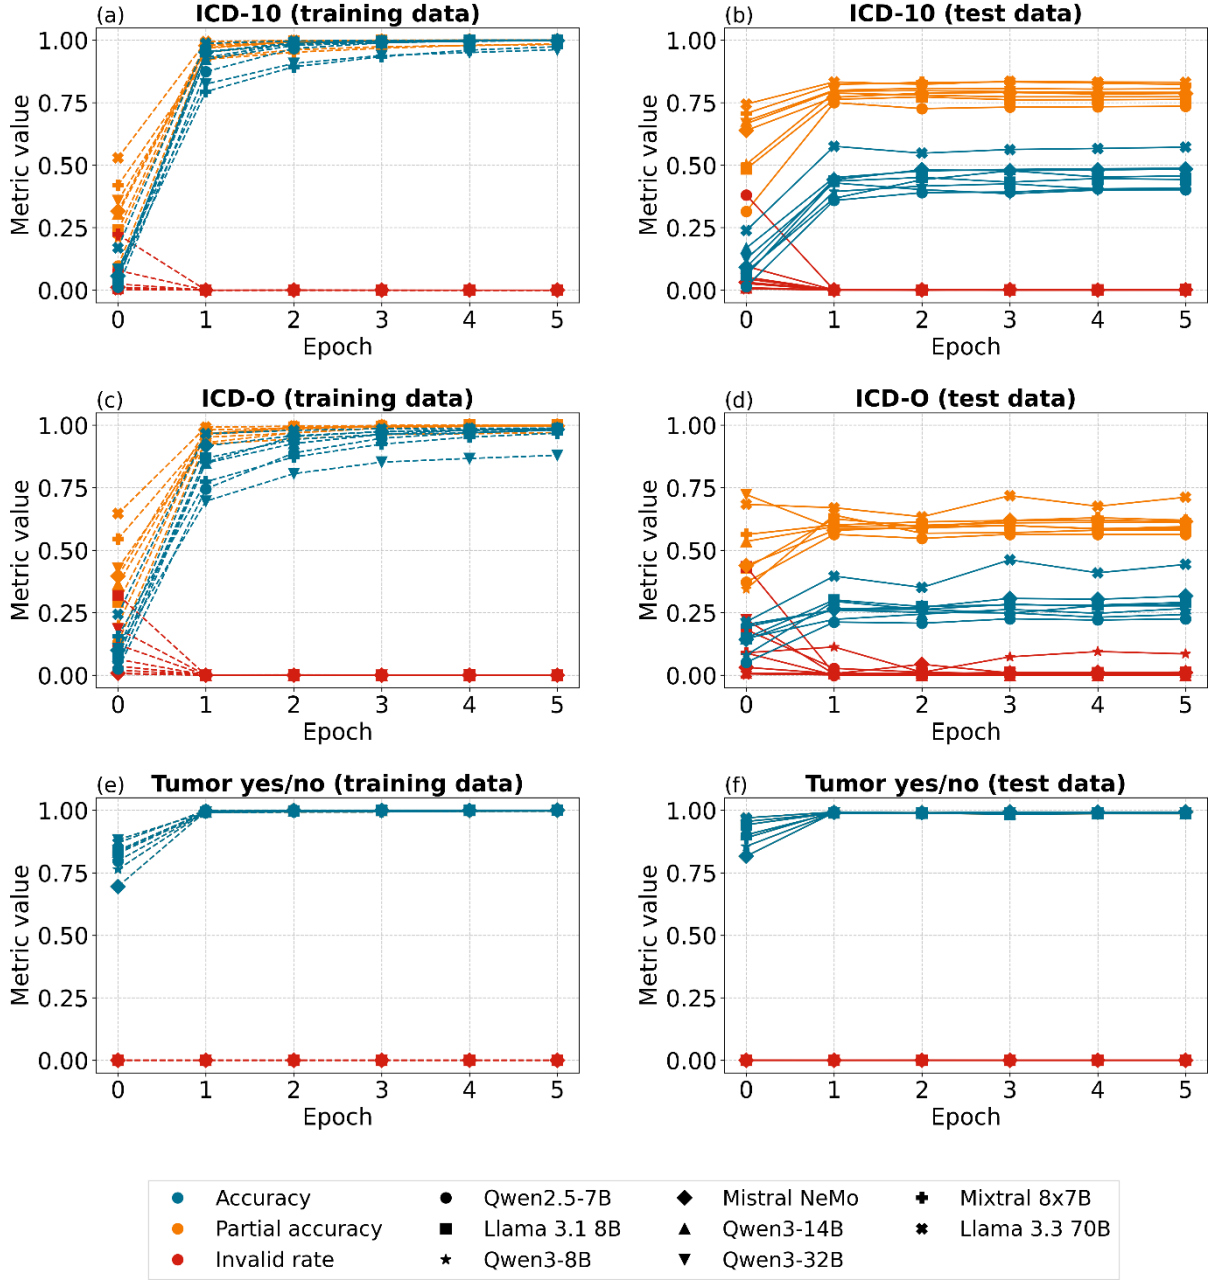 (a) ICD-10 (training data)
Metric value
1.00
0.75
0.50
0.25
0.00
0 1 2 3 4 5
Epoch
(b) ICD-10 (test data)
Metric value
1.00
0.75
0.50
0.25
0.00
0 1 2 3 4 5
Epoch
(c) ICD-O (training data)
Metric value
1.00
0.75
0.50
0.25
0.00
0 1 2 3 4 5
Epoch
(d) ICD-O (test data)
Metric value
1.00
0.75
0.50
0.25
0.00
0 1 2 3 4 5
Epoch
(e) Tumor yes/no (training data)
Metric value
1.00
0.75
0.50
0.25
0.00
0 1 2 3 4 5
Epoch
(f) Tumor yes/no (test data)
Metric value
1.00
0.75
0.50
0.25
0.00
0 1 2 3 4 5
Epoch
Accuracy Qwen2.5-7B Mistral NeMo Mixtral 8x7B
Partial accuracy Llama 3.1 8B Qwen3-14B Llama 3.3 70B
Invalid rate Qwen3-8B Qwen3-32B